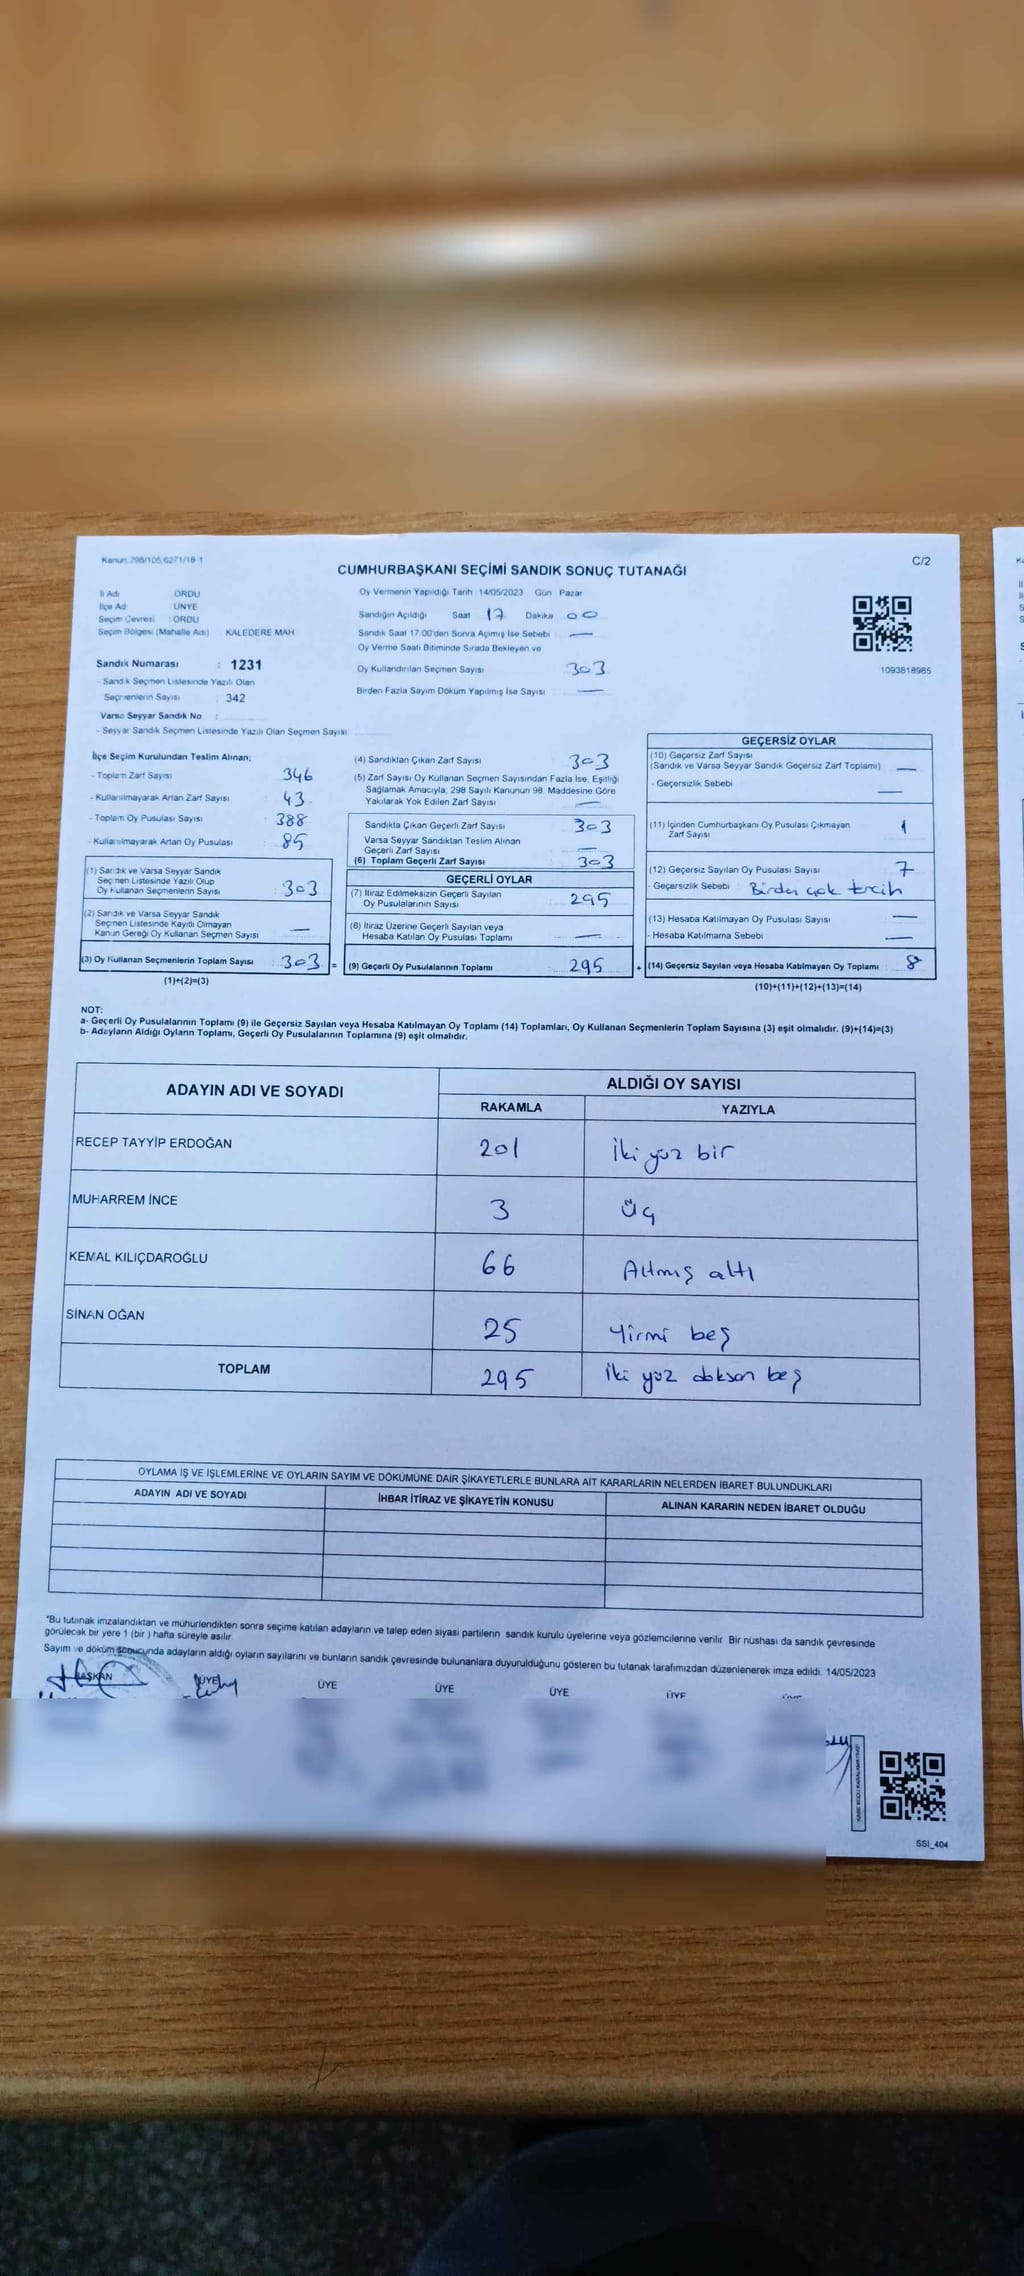 Kanun 298/105,6271/18-1
C/2
CUMHURBAŞKANI SEÇİMİ SANDIK SONUÇ TUTANAĞI
İl Adı ORDU
İlçe Adı ÜNYE
Seçim Çevresi : ORDU
Seçim Bölgesi (Mahalle Adı) KALEDERE MAH
Sandık Numarası : 1231
- Sandık Seçmen Listesinde Yazılı Olan
Seçmenlerin Sayısı : 342
Varsa Seyyar Sandık No :
- Seyyar Sandık Seçmen Listesinde Yazılı Olan Seçmen Sayısı
Oy Vermenin Yapıldığı Tarih 14/05/2023 Gün Pazar
Sandığın Açıldığı Saat 17 Dakika 00
Sandık Saat 17:00'den Sonra Açımış İse Sebebi —
Oy Verme Saati Bitiminde Sırada Bekleyen ve
Oy Kullandırılan Seçmen Sayısı 303
Birden Fazla Sayım Döküm Yapılmış İse Sayısı —
1093818985
İlçe Seçim Kurulundan Teslim Alınan;
- Toplam Zarf Sayısı 346
- Kullanılmayarak Artan Zarf Sayısı 43
- Toplam Oy Pusulası Sayısı 388
- Kullanılmayarak Artan Oy Pusulası 85
(1) Sandık ve Varsa Seyyar Sandık
Seçmen Listesinde Yazılı Olup
Oy Kullanan Seçmenlerin Sayısı 303
(2) Sandık ve Varsa Seyyar Sandık
Seçmen Listesinde Kayıtlı Olmayan
Kanun Gereği Oy Kullanan Seçmen Sayısı —
(3) Oy Kullanan Seçmenlerin Toplam Sayısı : 303 =
(1)+(2)=(3)
(4) Sandıktan Çıkan Zarf Sayısı 303
(5) Zarf Sayısı Oy Kullanan Seçmen Sayısından Fazla İse, Eşitliği
Sağlamak Amacıyla, 298 Sayılı Kanunun 98. Maddesine Göre
Yakılarak Yok Edilen Zarf Sayısı —
Sandıkta Çıkan Geçerli Zarf Sayısı 303
Varsa Seyyar Sandıktan Teslim Alınan
Geçerli Zarf Sayısı —
(6) Toplam Geçerli Zarf Sayısı 303
GEÇERLİ OYLAR
(7) İtiraz Edilmeksizin Geçerli Sayılan
Oy Pusulalarının Sayısı 295
(8) İtiraz Üzerine Geçerli Sayılan veya
Hesaba Katılan Oy Pusulası Toplamı —
(9) Geçerli Oy Pusulalarının Toplamı 295 +
GEÇERSİZ OYLAR
(10) Geçersiz Zarf Sayısı
(Sandık ve Varsa Seyyar Sandık Geçersiz Zarf Toplamı) —
- Geçersizlik Sebebi —
(11) İçinden Cumhurbaşkanı Oy Pusulası Çıkmayan
Zarf Sayısı 1
(12) Geçersiz Sayılan Oy Pusulası Sayısı 7
- Geçersizlik Sebebi Birden çok tercih
(13) Hesaba Katılmayan Oy Pusulası Sayısı —
- Hesaba Katılmama Sebebi —
(14) Geçersiz Sayılan veya Hesaba Katılmayan Oy Toplamı 8
(10)+(11)+(12)+(13)=(14)
NOT:
a- Geçerli Oy Pusulalarının Toplamı (9) ile Geçersiz Sayılan veya Hesaba Katılmayan Oy Toplamı (14) Toplamları, Oy Kullanan Seçmenlerin Toplam Sayısına (3) eşit olmalıdır. (9)+(14)=(3)
b- Adayların Aldığı Oyların Toplamı, Geçerli Oy Pusulalarının Toplamına (9) eşit olmalıdır.
ADAYIN ADI VE SOYADI ALDIĞI OY SAYISI
RAKAMLA YAZIYLA
RECEP TAYYİP ERDOĞAN 201 iki yüz bir
MUHARREM İNCE 3 üç
KEMAL KILIÇDAROĞLU 66 Altmış altı
SİNAN OĞAN 25 Yirmi beş
TOPLAM 295 iki yüz doksan beş
OYLAMA İŞ VE İŞLEMLERİNE VE OYLARIN SAYIM VE DÖKÜMÜNE DAİR ŞİKAYETLERLE BUNLARA AİT KARARLARIN NELERDEN İBARET BULUNDUKLARI
ADAYIN ADI VE SOYADI İHBAR İTİRAZ VE ŞİKAYETİN KONUSU ALINAN KARARIN NEDEN İBARET OLDUĞU
*Bu tutanak imzalandıktan ve mühürlendikten sonra seçime katılan adayların ve talep eden siyasi partilerin sandık kurulu üyelerine veya gözlemcilerine verilir. Bir nüshası da sandık çevresinde
görülecek bir yere 1 (bir) hafta süreyle asılır
Sayım ve döküm sonucunda adayların aldığı oyların sayılarını ve bunların sandık çevresinde bulunanlara duyurulduğunu gösteren bu tutanak tarafımızdan düzenlenerek imza edildi. 14/05/2023
BAŞKAN ÜYE ÜYE ÜYE ÜYE ÜYE
SSI_404